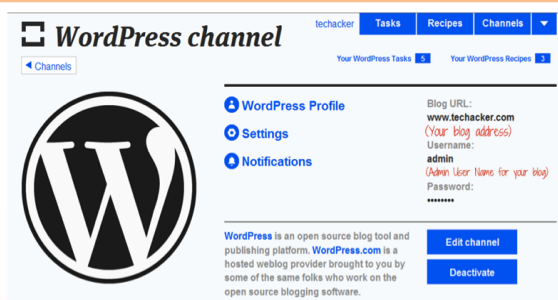 WordPress channel
techacker
Tasks
Recipes
Channels
Channels
Your WordPress Tasks 5
Your WordPress Recipes 3
WordPress Profile
Settings
Notifications
Blog URL:
www.techacker.com
(Your blog address)
Username:
admin
(Admin User Name for your blog)
Password:
••••••••
WordPress is an open source blog tool and
publishing platform. WordPress.com is a
hosted weblog provider brought to you by
some of the same folks who work on the
open source blogging software.
Edit channel
Deactivate